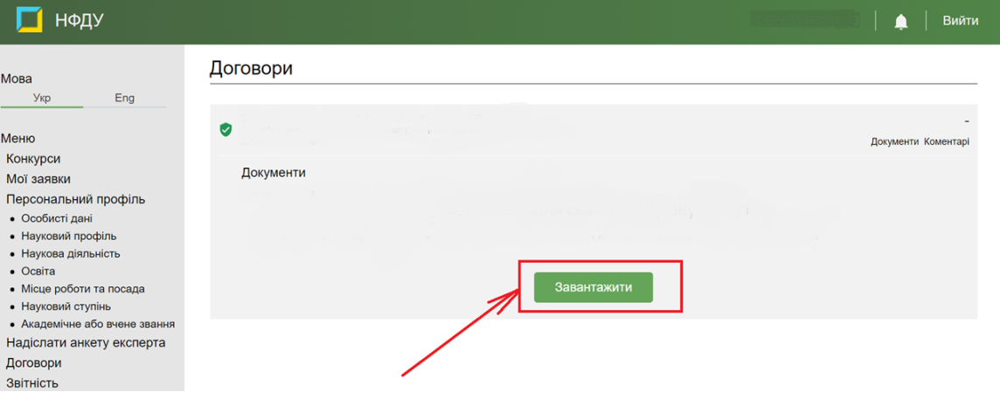 НФДУ
Вийти
Мова
Укр Eng
Меню
Конкурси
Мої заявки
Персональний профіль
Особисті дані
Науковий профіль
Наукова діяльність
Освіта
Місце роботи та посада
Науковий ступінь
Академічне або вчене звання
Надіслати анкету експерта
Договори
Звітність
Договори
-
Документи Коментарі
Документи
Завантажити